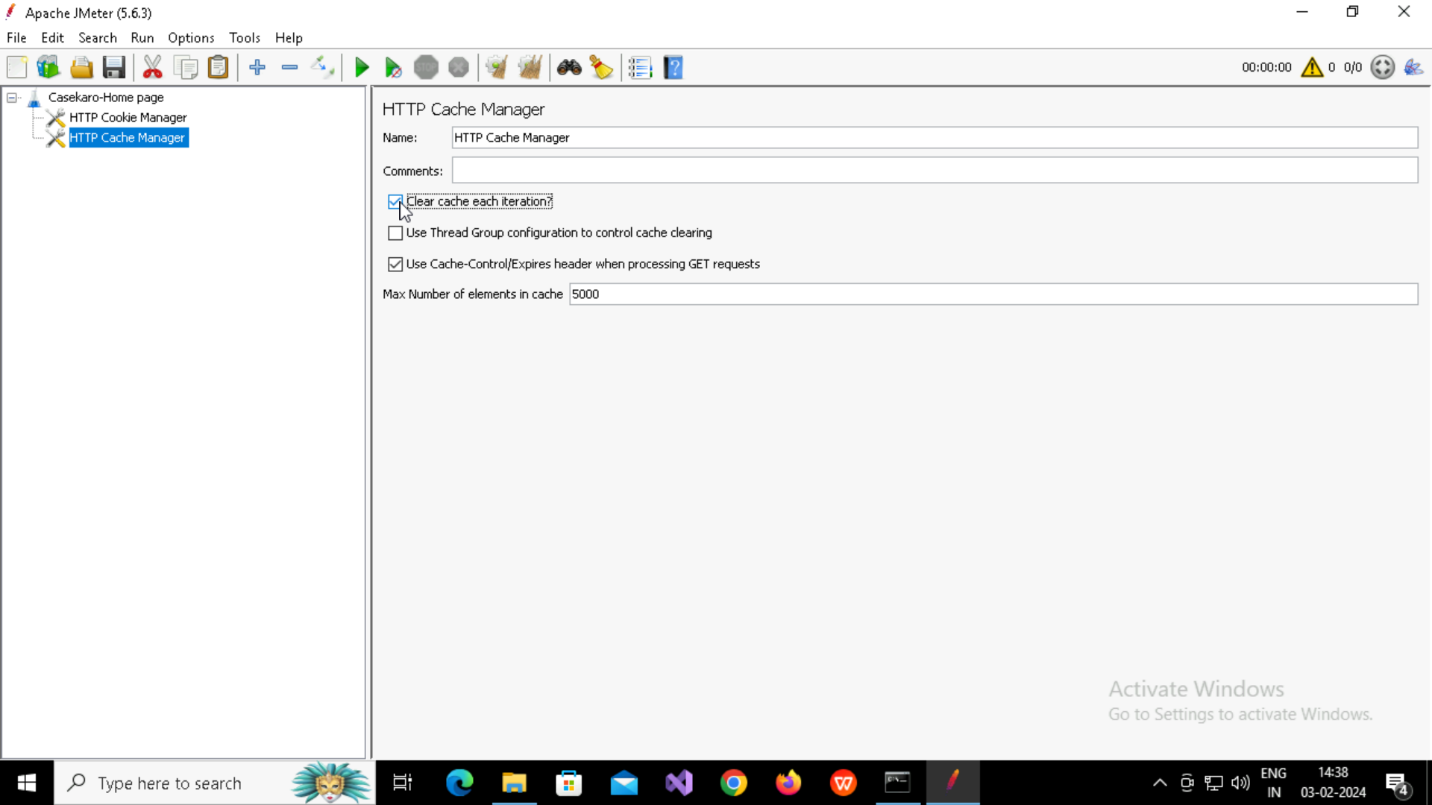 Apache JMeter (5.6.3)
File Edit Search Run Options Tools Help
00:00:00 0 0/0
Casekaro-Home page
HTTP Cookie Manager
HTTP Cache Manager
HTTP Cache Manager
Name: HTTP Cache Manager
Comments:
Clear cache each iteration?
Use Thread Group configuration to control cache clearing
Use Cache-Control/Expires header when processing GET requests
Max Number of elements in cache 5000
Activate Windows
Go to Settings to activate Windows.
Type here to search
ENG
IN
14:38
03-02-2024
4